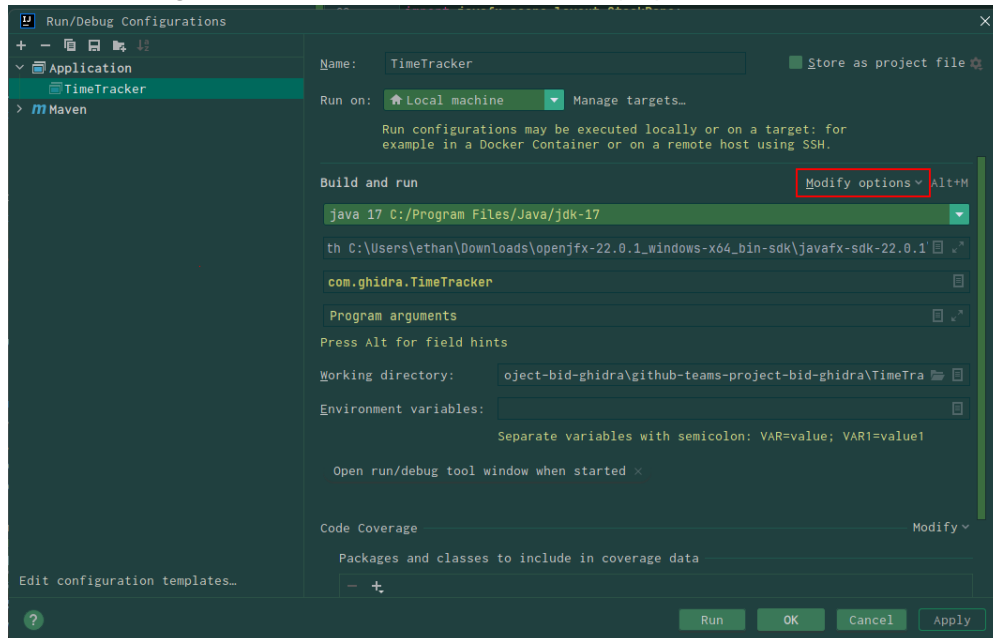 Run/Debug Configurations
Application
TimeTracker
Maven
Edit configuration templates…
Name: TimeTracker
Store as project file
Run on: Local machine
Manage targets…
Run configurations may be executed locally or on a target: for
example in a Docker Container or on a remote host using SSH.
Build and run
Modify options Alt+M
java 17 C:/Program Files/Java/jdk-17
th C:\Users\ethan\Downloads\openjfx-22.0.1_windows-x64_bin-sdk\javafx-sdk-22.0.1
com.ghidra.TimeTracker
Program arguments
Press Alt for field hints
Working directory: oject-bid-ghidra\github-teams-project-bid-ghidra\TimeTra
Environment variables:
Separate variables with semicolon: VAR=value; VAR1=value1
Open run/debug tool window when started ×
Code Coverage
Modify
Packages and classes to include in coverage data
Run
OK
Cancel
Apply